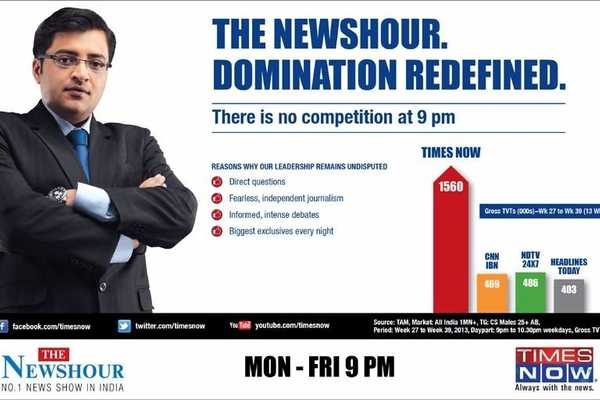 THE NEWSHOUR.
DOMINATION REDEFINED.
There is no competition at 9 pm
REASONS WHY OUR LEADERSHIP REMAINS UNDISPUTED
Direct questions
Fearless, independent journalism
Informed, intense debates
Biggest exclusives every night
TIMES NOW
1560
Gross TVTs (000s)–Wk 27 to Wk 39 (13 W
CNN
IBN
469
NDTV
24X7
486
HEADLINES
TODAY
403
facebook.com/timesnow
twitter.com/timesnow
YouTube youtube.com/timesnow
Source: TAM, Market: All India 1MN+, TG: CS Males 25+ AB,
Period: Week 27 to Week 39, 2013, Daypart: 9pm to 10.30pm weekdays, Gross TV
THE
NEWSHOUR
NO.1 NEWS SHOW IN INDIA
MON - FRI 9 PM
TIMES
NOW
Always with the news.